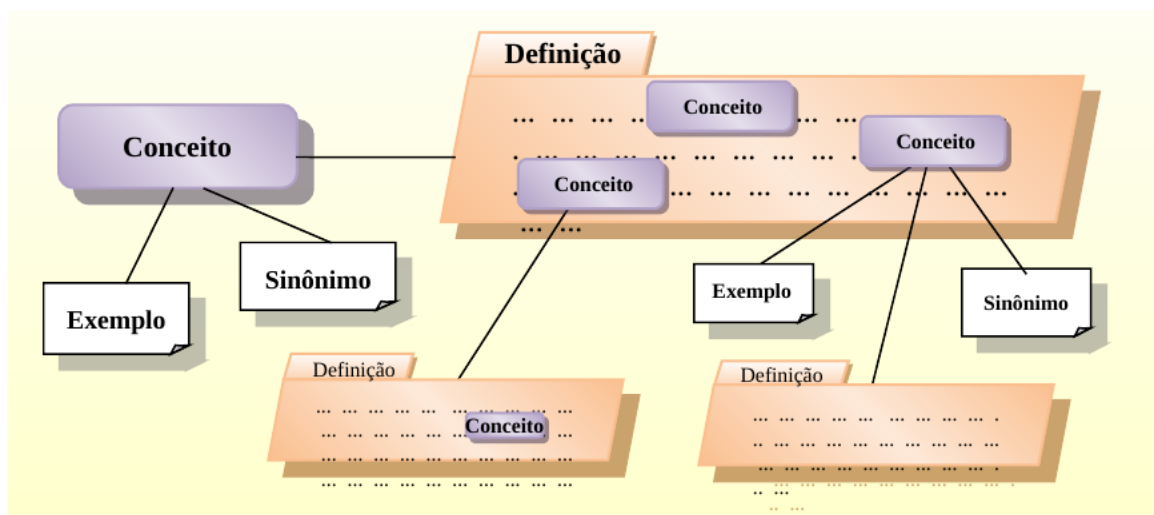 Definição
Conceito
... ... ... ... Conceito ... ... ...
Conceito
Conceito
Exemplo
Sinônimo
Exemplo
Sinônimo
Definição
Conceito
Definição